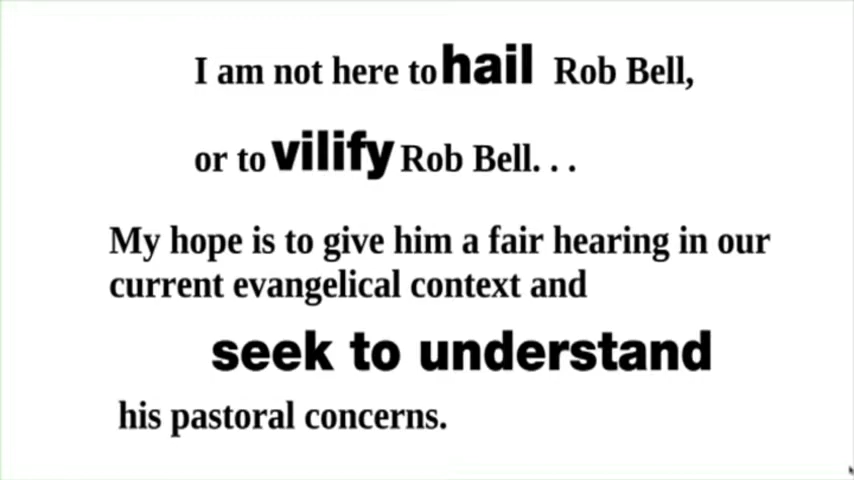 I am not here to hail Rob Bell,
or to vilify Rob Bell. . .
My hope is to give him a fair hearing in our
current evangelical context and
seek to understand
his pastoral concerns.